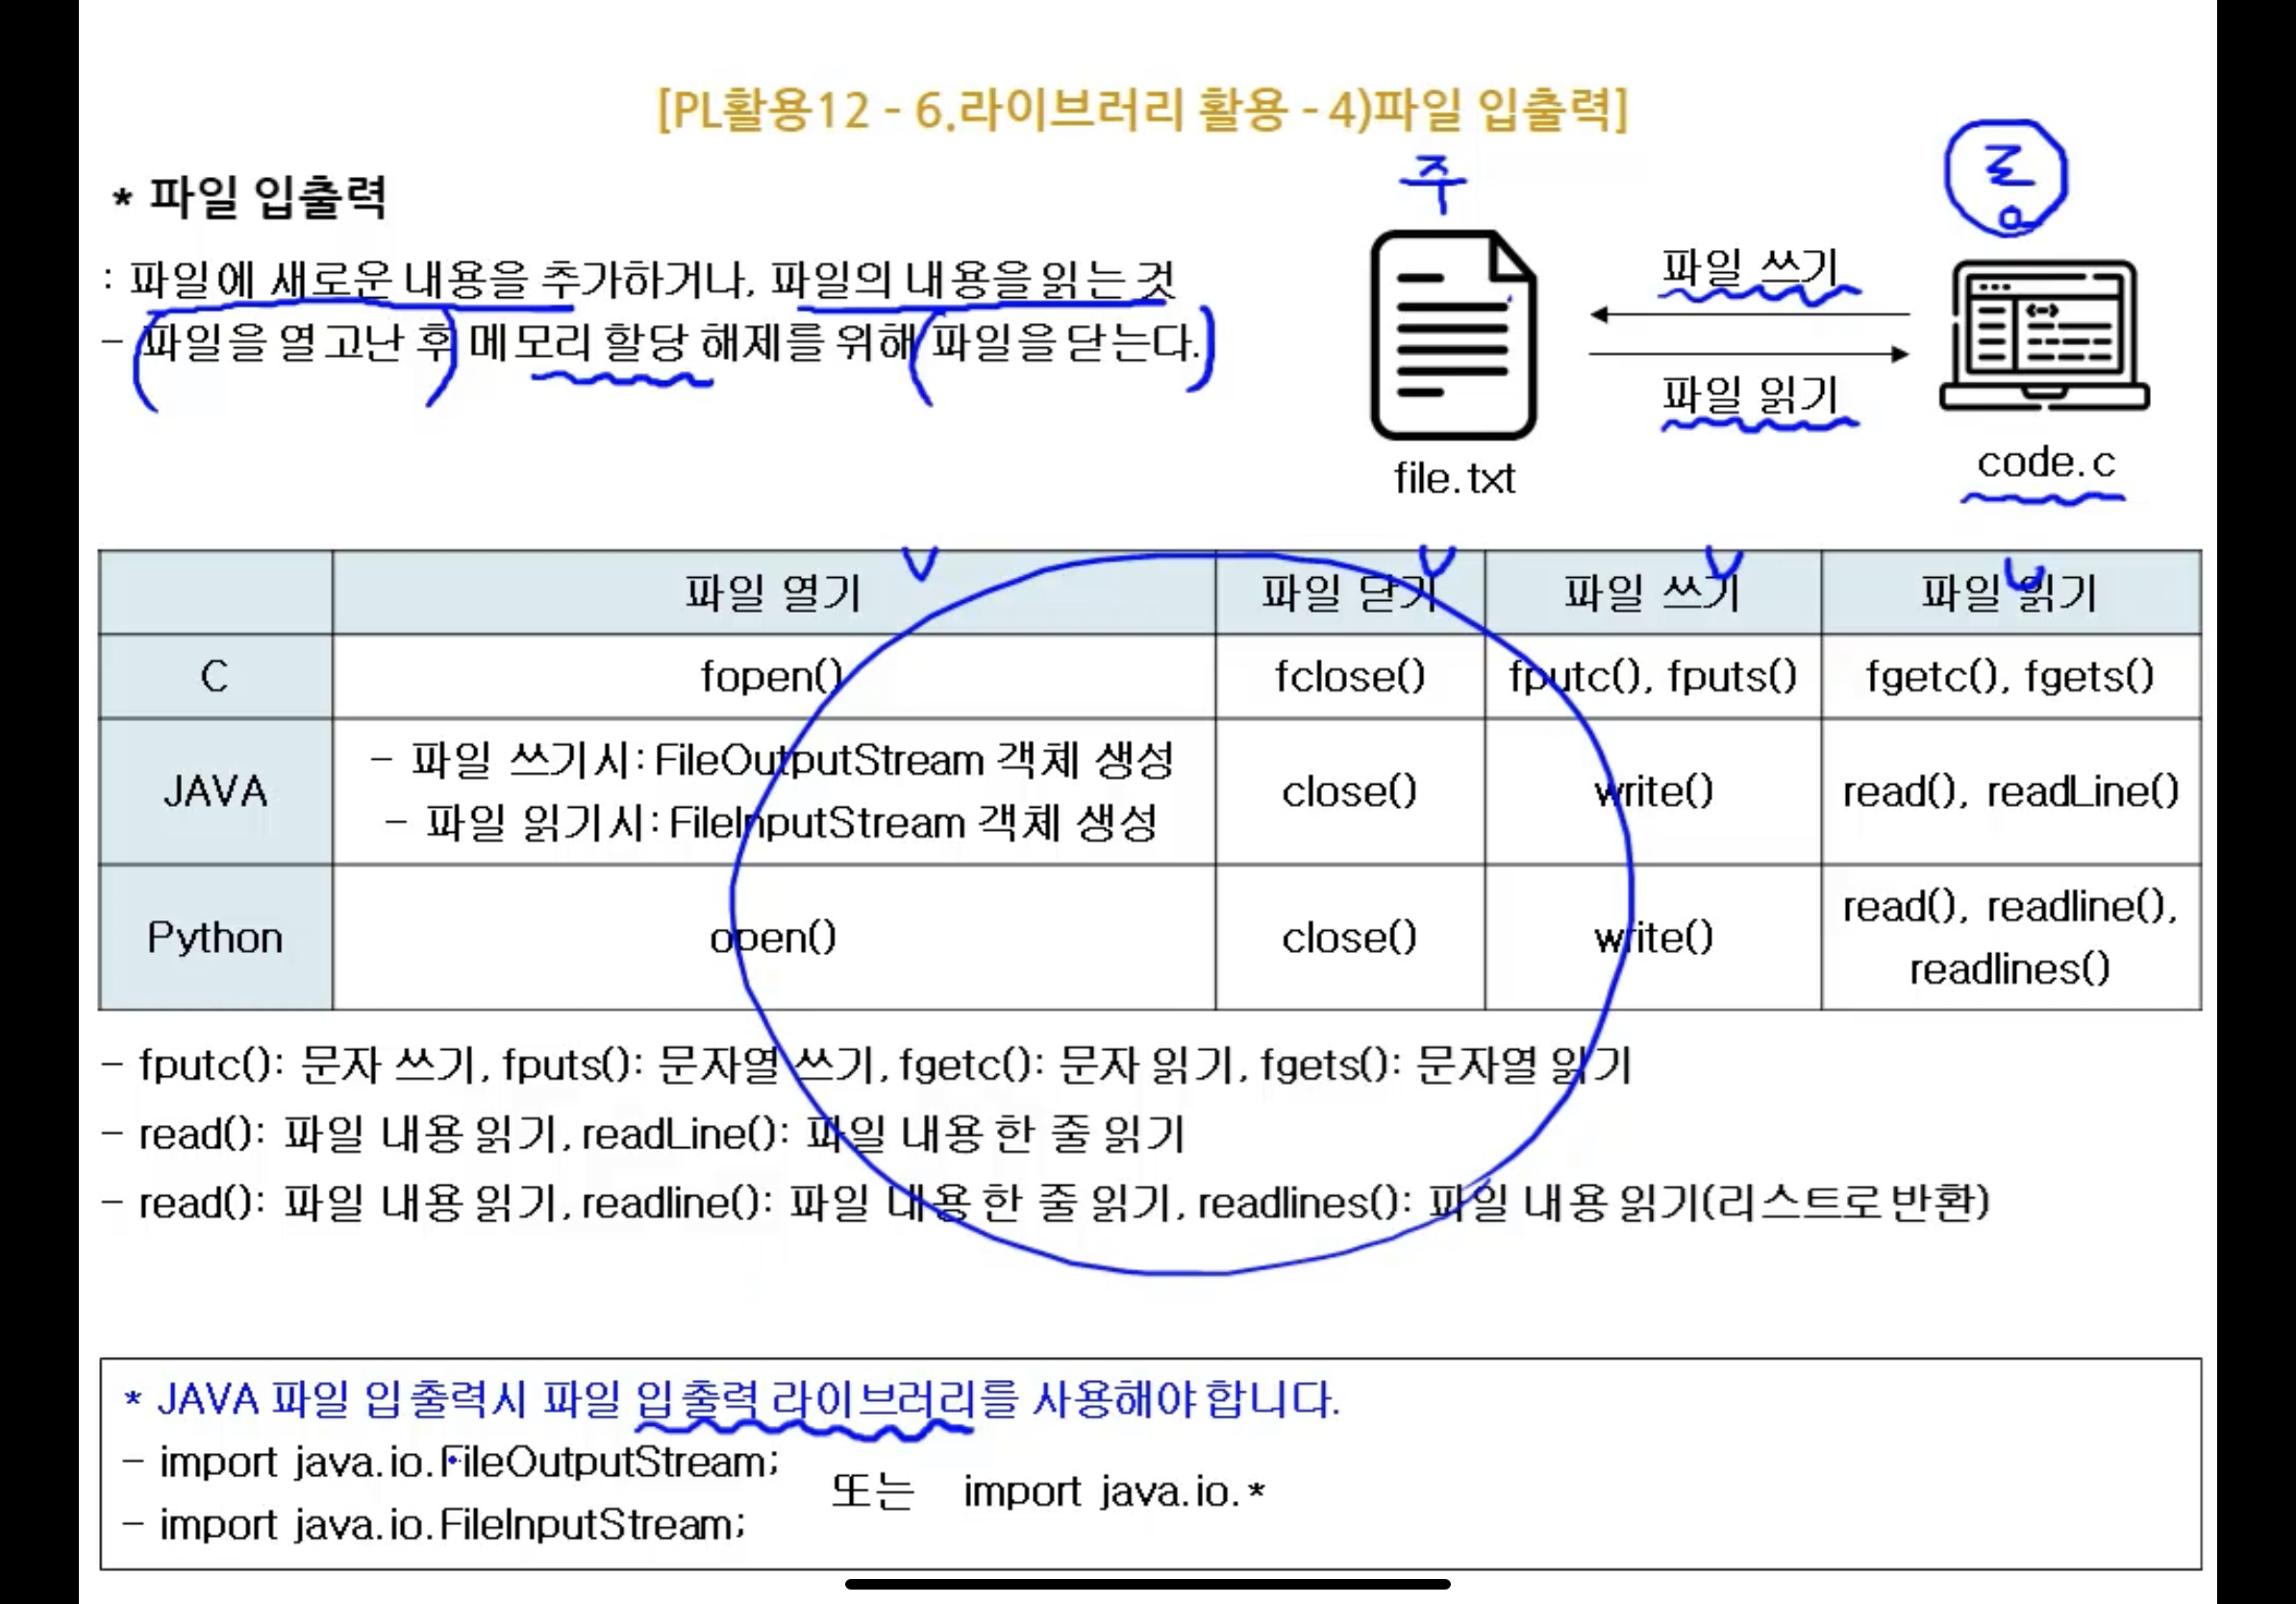 [PL활용12 - 6.라이브러리 활용 - 4)파일 입출력]
* 파일 입출력
: 파일에 새로운 내용을 추가하거나, 파일의 내용을 읽는 것
- 파일을 열고난 후 메모리 할당 해제를 위해 파일을 닫는다.
주
파일 쓰기
파일 읽기
file.txt
code.c
파일 열기 파일 닫기 파일 쓰기 파일 읽기
C fopen() fclose() fputc(), fputs() fgetc(), fgets()
JAVA
- 파일 쓰기시: FileOutputStream 객체 생성
- 파일 읽기시: FileInputStream 객체 생성
close() write() read(), readLine()
Python open() close() write() read(), readline(),
readlines()
- fputc(): 문자 쓰기, fputs(): 문자열 쓰기, fgetc(): 문자 읽기, fgets(): 문자열 읽기
- read(): 파일 내용 읽기, readLine(): 파일 내용 한 줄 읽기
- read(): 파일 내용 읽기, readline(): 파일 내용 한 줄 읽기, readlines(): 파일 내용 읽기(리스트로 반환)
* JAVA 파일 입출력시 파일 입출력 라이브러리를 사용해야 합니다.
- import java.io.FileOutputStream;
또는 import java.io.*
- import java.io.FileInputStream;